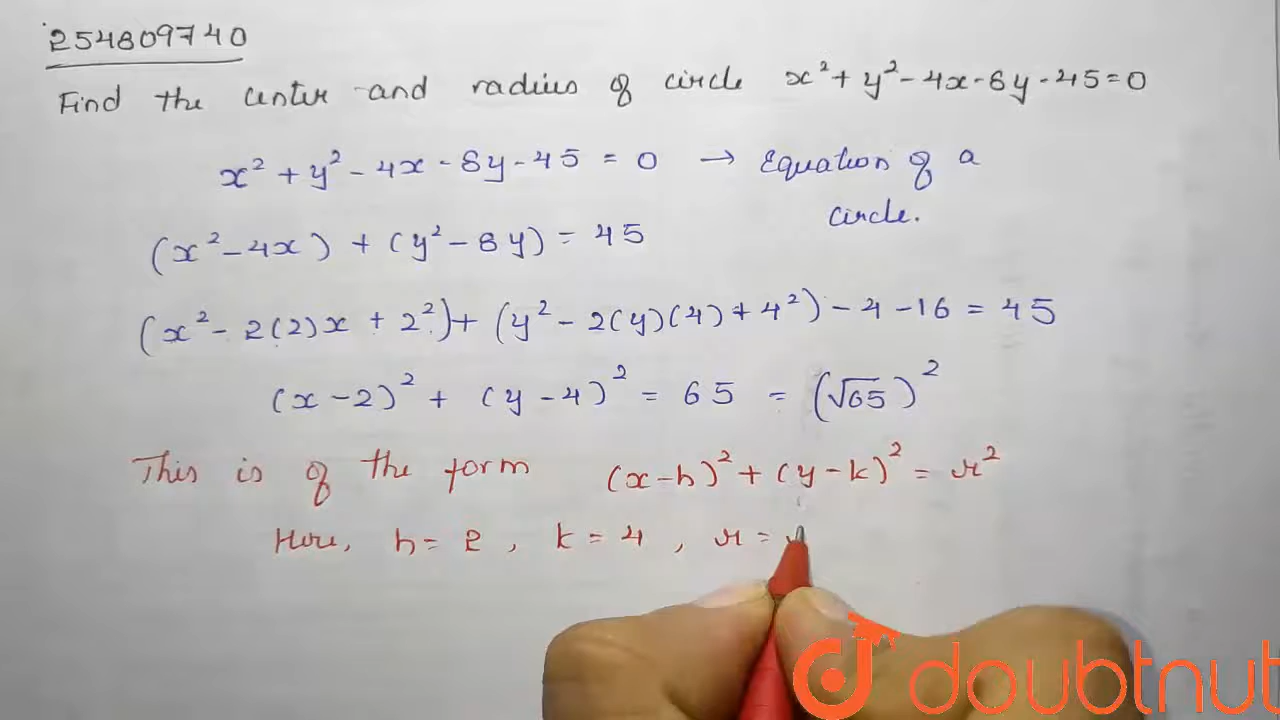 254809740
Find the center and radius of circle x² + y² - 4x - 8y - 45 = 0
x² + y² - 4x - 8y - 45 = 0 → Equation of a
circle.
(x² - 4x) + (y² - 8y) = 45
(x² - 2(2)x + 2²) + (y² - 2(y)(4) + 4²) - 4 - 16 = 45
(x - 2)² + (y - 4)² = 65 = (√65)²
This is of the form (x - h)² + (y - k)² = r²
Here, h = 2, k = 4, r =
doubtnut